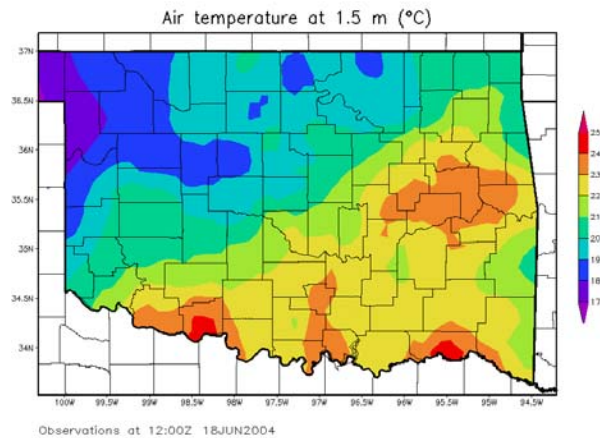 Air temperature at 1.5 m (°C)
37N
36.5N
36N
35.5N
35N
34.5N
34N
100W 99.5W 99W 98.5W 98W 97.5W 97W 96.5W 96W 95.5W 95W 94.5W
25
24
23
22
21
20
19
18
17
Observations at 12:00Z 18JUN2004